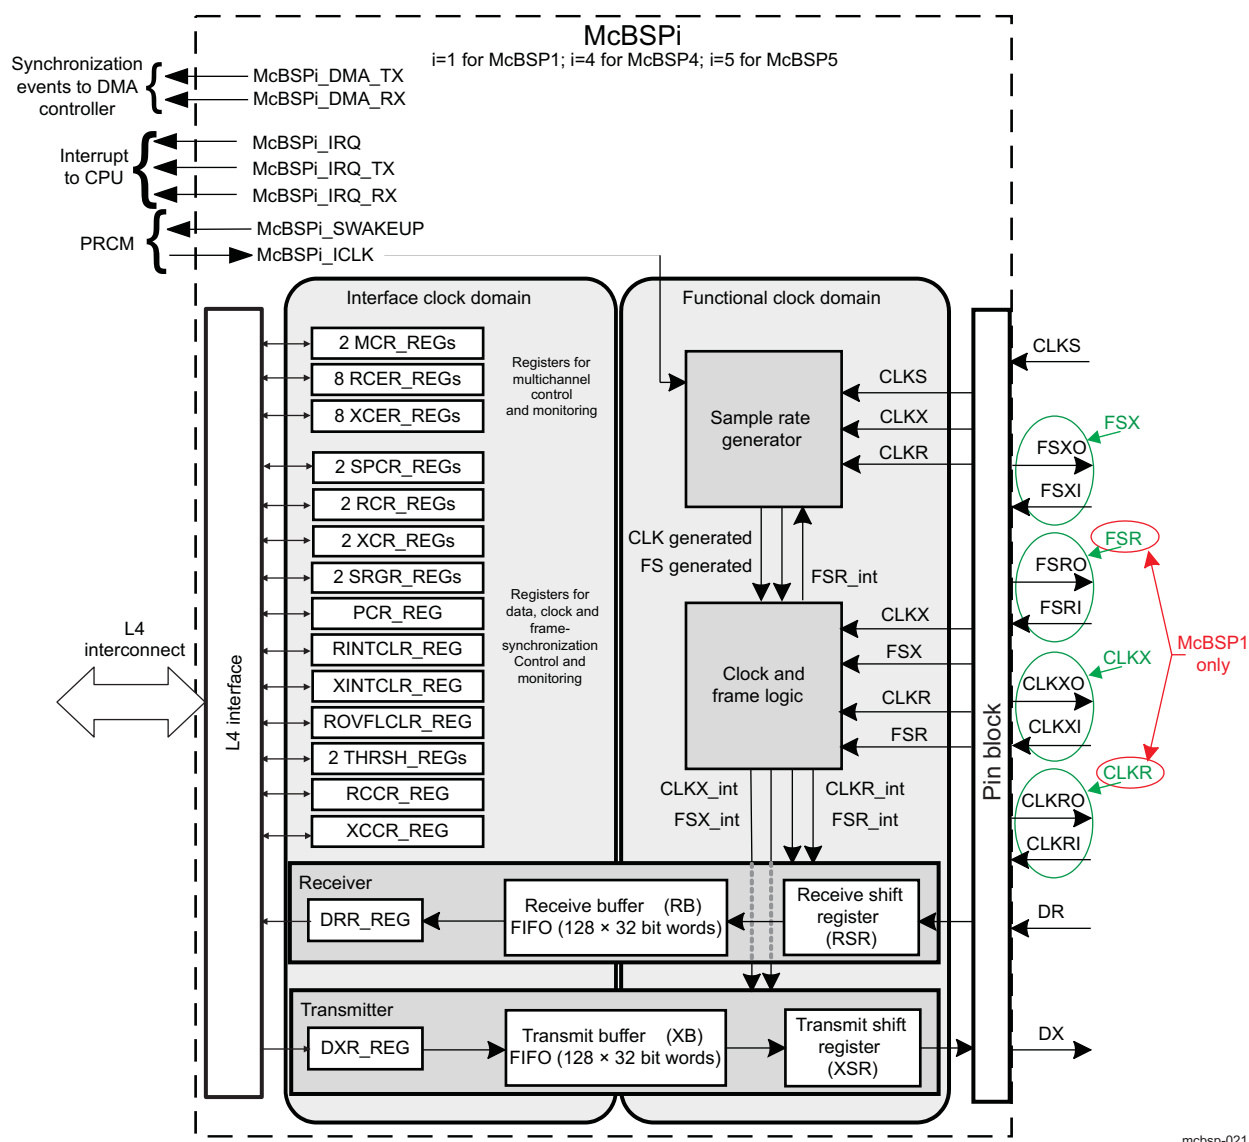 McBSPi
i=1 for McBSP1; i=4 for McBSP4; i=5 for McBSP5
Synchronization
events to DMA
controller
McBSPi_DMA_TX
McBSPi_DMA_RX
Interrupt
to CPU
McBSPi_IRQ
McBSPi_IRQ_TX
McBSPi_IRQ_RX
PRCM
McBSPi_SWAKEUP
McBSPi_ICLK
Interface clock domain
Functional clock domain
L4
interconnect
L4 interface
2 MCR_REGs
8 RCER_REGs
8 XCER_REGs
Registers for
multichannel
control
and monitoring
2 SPCR_REGs
2 RCR_REGs
2 XCR_REGs
2 SRGR_REGs
PCR_REG
RINTCLR_REG
XINTCLR_REG
ROVFLCLR_REG
2 THRSH_REGs
RCCR_REG
XCCR_REG
Registers for
data, clock and
frame-
synchronization
Control and
monitoring
Sample rate
generator
CLKS
CLKX
CLKR
CLK generated
FS generated
FSR_int
Clock and
frame logic
CLKX
FSX
CLKR
FSR
CLKX_int
FSX_int
CLKR_int
FSR_int
Receiver
DRR_REG
Receive buffer (RB)
FIFO (128 × 32 bit words)
Receive shift
register
(RSR)
Transmitter
DXR_REG
Transmit buffer (XB)
FIFO (128 × 32 bit words)
Transmit shift
register
(XSR)
Pin block
CLKS
FSX
FSXO
FSXI
FSR
FSRO
FSRI
McBSP1
only
CLKX
CLKXO
CLKXI
CLKR
CLKRO
CLKRI
DR
DX
mcbsp-021